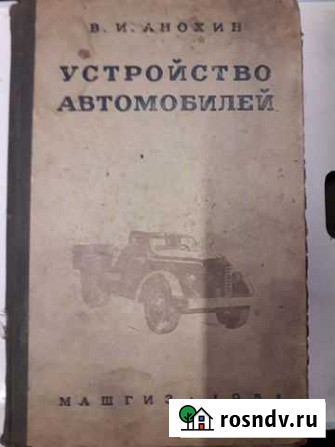 В. И. АНОХИН
УСТРОЙСТВО
АВТОМОБИЛЕЙ
МАШГИЗ
rosndv.ru